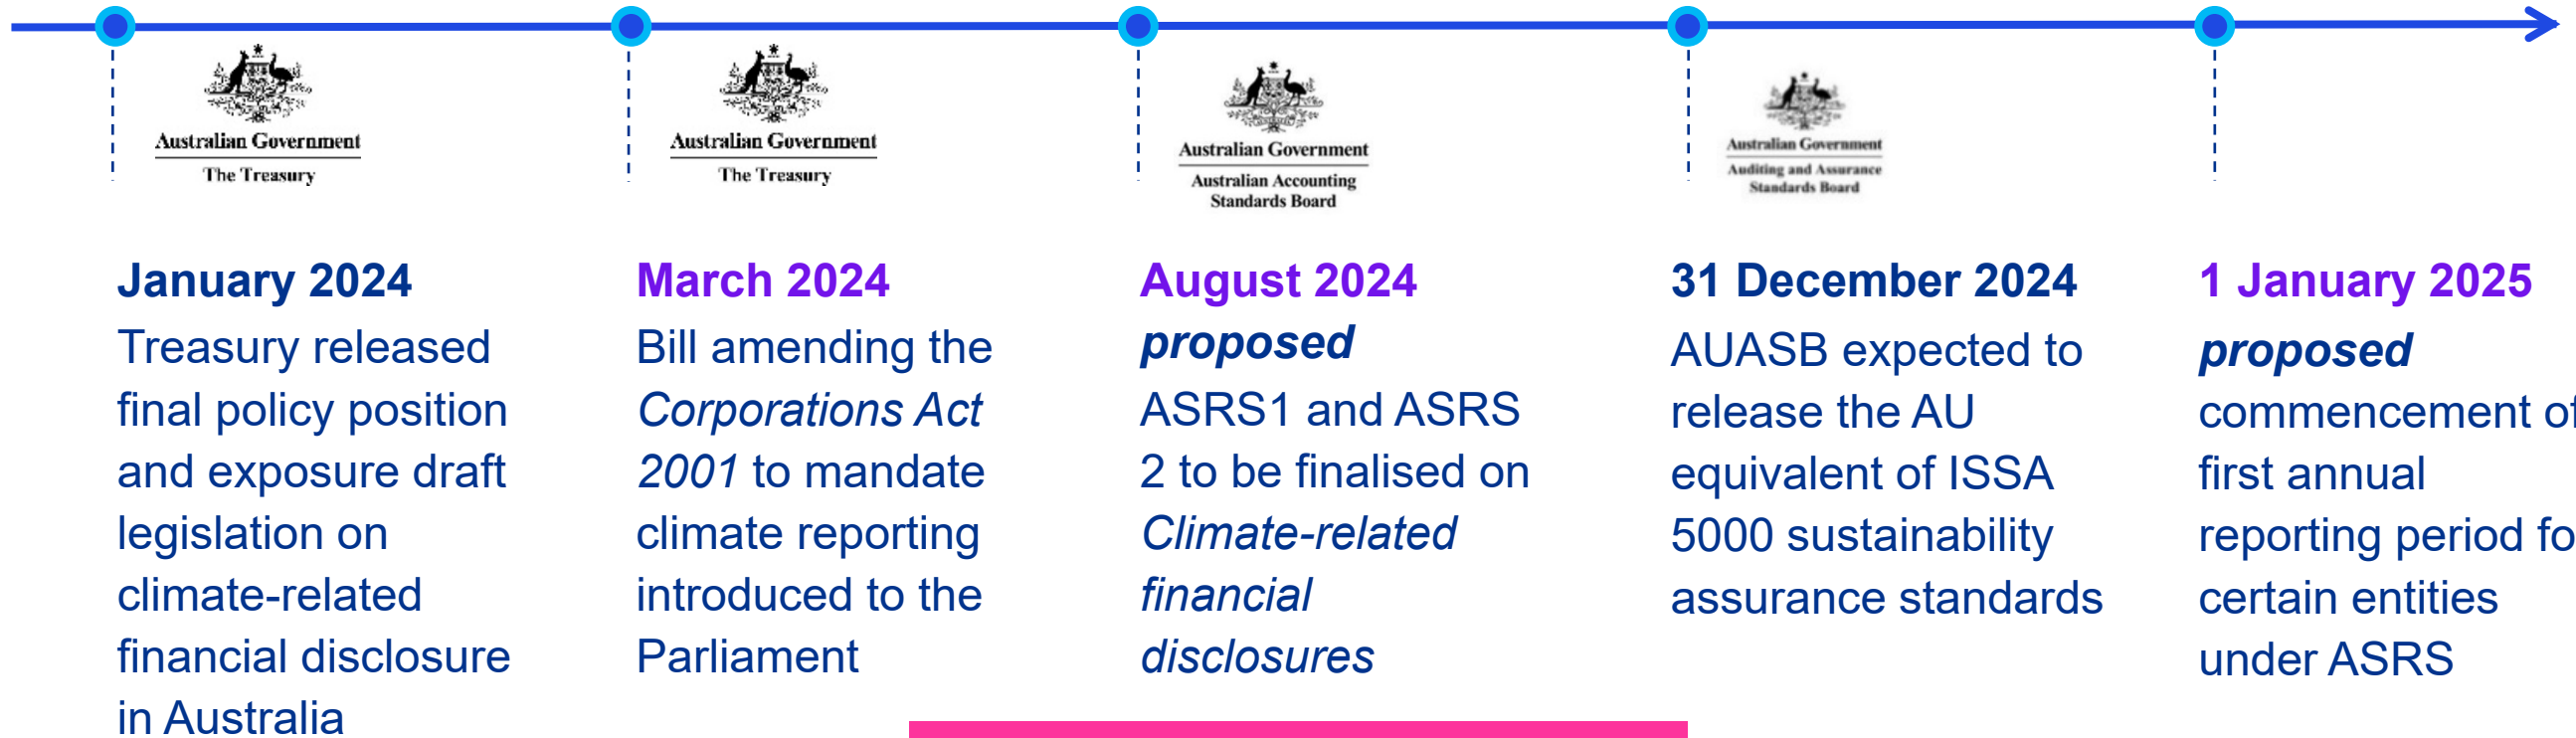 Australian Government
The Treasury
Australian Government
The Treasury
Australian Government
Australian Accounting
Standards Board
Australian Government
Auditing and Assurance
Standards Board
January 2024
Treasury released
final policy position
and exposure draft
legislation on
climate-related
financial disclosure
in Australia
March 2024
Bill amending the
Corporations Act
2001 to mandate
climate reporting
introduced to the
Parliament
August 2024
proposed
ASRS1 and ASRS
2 to be finalised on
Climate-related
financial
disclosures
31 December 2024
AUASB expected to
release the AU
equivalent of ISSA
5000 sustainability
assurance standards
1 January 2025
proposed
commencement of
first annual
reporting period fo
certain entities
under ASRS